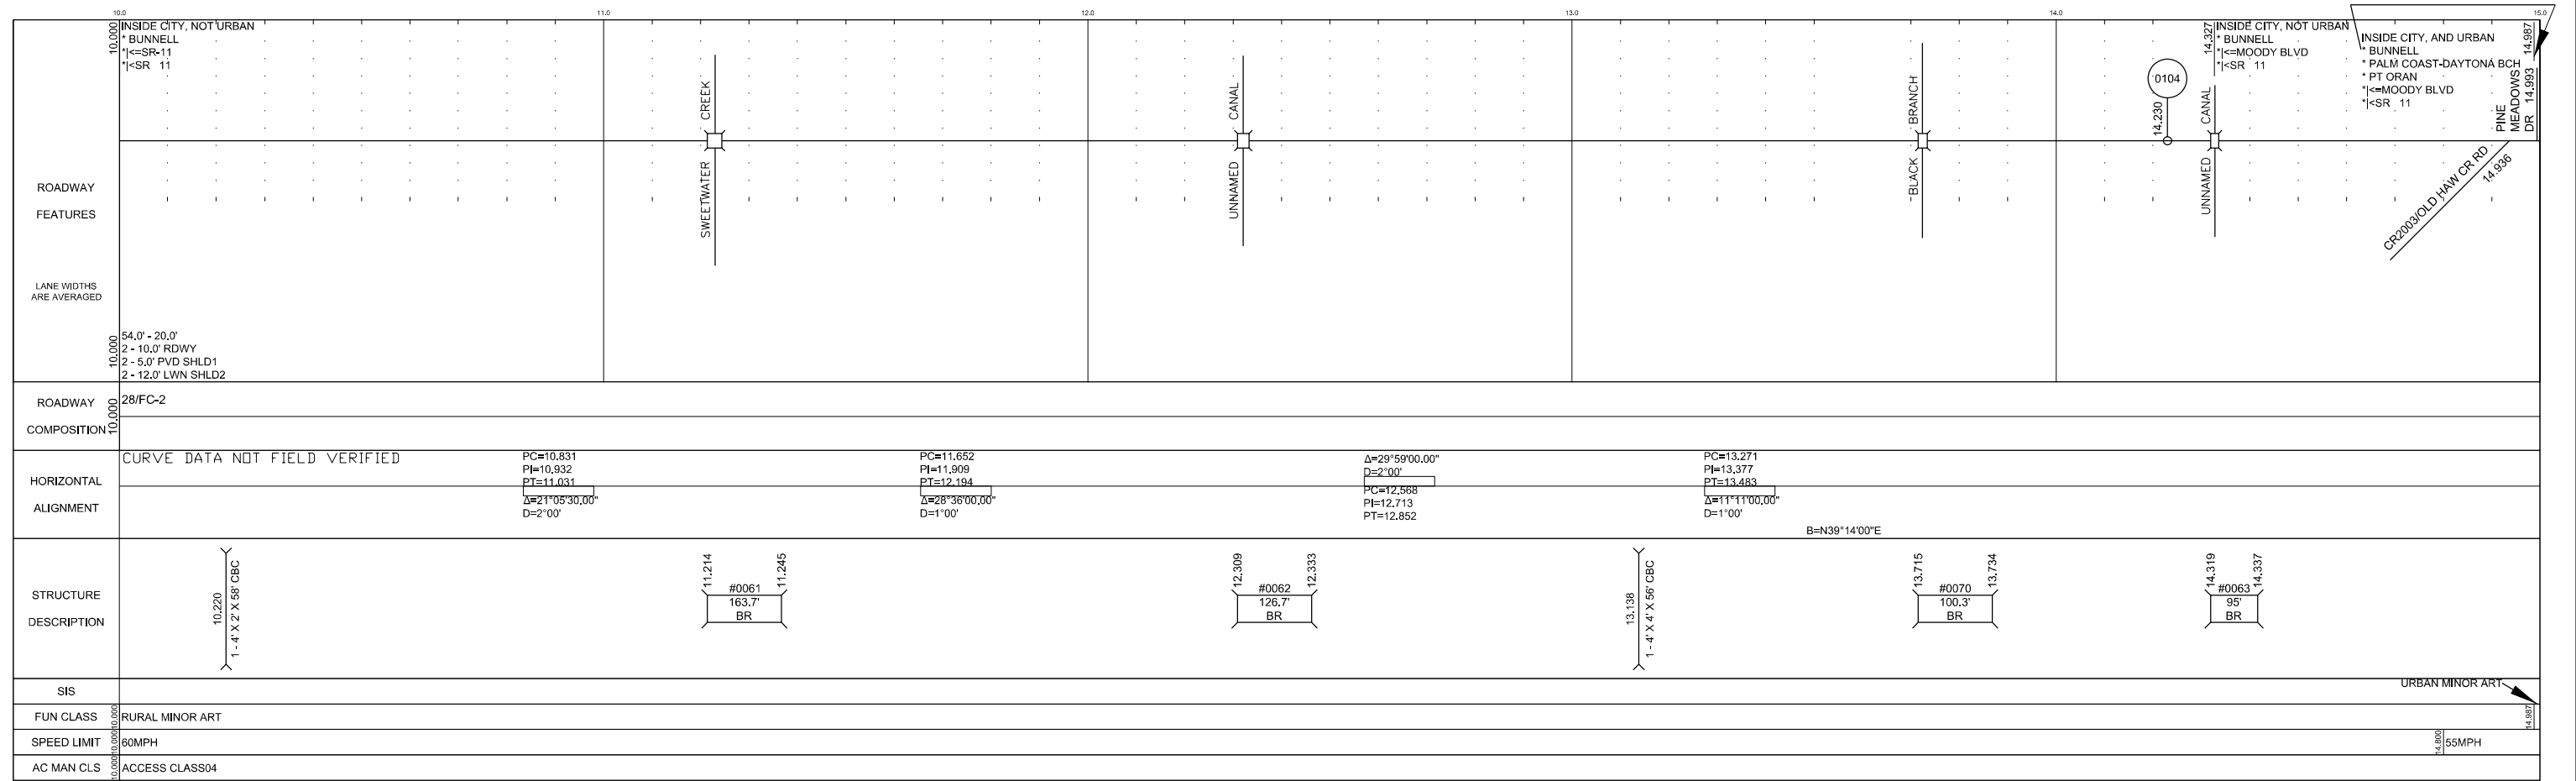 10.0
11.0
12.0
13.0
14.0
15.0
10.000
INSIDE CITY, NOT URBAN
* BUNNELL
*|<=SR-11
*|<SR 11
SWEETWATER CREEK
UNNAMED CANAL
BLACK BRANCH
0104
14.230
UNNAMED CANAL
14.327
INSIDE CITY, NOT URBAN
* BUNNELL
*|<=MOODY BLVD
*|<SR 11
INSIDE CITY, AND URBAN
* BUNNELL
* PALM COAST-DAYTONA BCH
* PT ORAN
*|<=MOODY BLVD
*|<SR 11
14.987
PINE
MEADOWS
DR 14.993
CR2003/OLD HAW CR RD
14.936
ROADWAY
FEATURES
LANE WIDTHS
ARE AVERAGED
10.000
54.0' - 20.0'
2 - 10.0' RDWY
2 - 5.0' PVD SHLD1
2 - 12.0' LWN SHLD2
ROADWAY
COMPOSITION
10.000
28/FC-2
HORIZONTAL
ALIGNMENT
CURVE DATA NOT FIELD VERIFIED
PC=10.831
PI=10.932
PT=11.031
Δ=21°05'30.00"
D=2°00'
PC=11.652
PI=11.909
PT=12.194
Δ=28°36'00.00"
D=1°00'
Δ=29°59'00.00"
D=2°00'
PC=12.568
PI=12.713
PT=12.852
PC=13.271
PI=13.377
PT=13.483
Δ=11°11'00.00"
D=1°00'
B=N39°14'00"E
STRUCTURE
DESCRIPTION
10.220
1 - 4' X 2' X 58' CBC
11.214
11.245
#0061
163.7'
BR
12.309
12.333
#0062
126.7'
BR
13.138
1 - 4' X 4' X 56' CBC
13.715
13.734
#0070
100.3'
BR
14.319
14.337
#0063
95'
BR
SIS
URBAN MINOR ART
FUN CLASS
10.000
RURAL MINOR ART
14.987
SPEED LIMIT
10.000
60MPH
14.800
55MPH
AC MAN CLS
10.000
ACCESS CLASS04